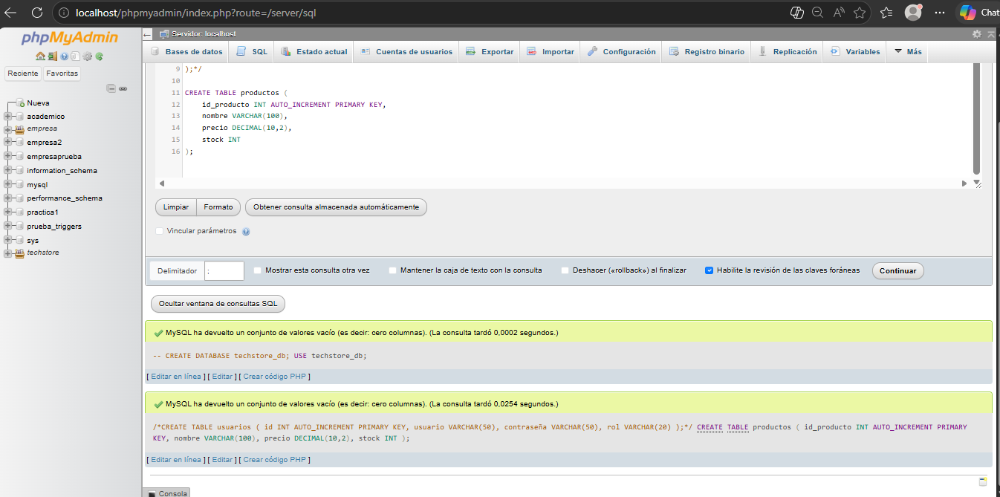 localhost/phpmyadmin/index.php?route=/server/sql
Chat
phpMyAdmin
Reciente Favoritas
Nueva
academico
empresa
empresa2
empresaprueba
information_schema
mysql
performance_schema
practica1
prueba_triggers
sys
techstore
Servidor: localhost
Bases de datos SQL Estado actual Cuentas de usuarios Exportar Importar Configuración Registro binario Replicación Variables Más
9 );*/
10
11 CREATE TABLE productos (
12 id_producto INT AUTO_INCREMENT PRIMARY KEY,
13 nombre VARCHAR(100),
14 precio DECIMAL(10,2),
15 stock INT
16 );
Limpiar Formato Obtener consulta almacenada automáticamente
Vincular parámetros
Delimitador ; Mostrar esta consulta otra vez Mantener la caja de texto con la consulta Deshacer («rollback») al finalizar Habilite la revisión de las claves foráneas Continuar
Ocultar ventana de consultas SQL
MySQL ha devuelto un conjunto de valores vacío (es decir: cero columnas). (La consulta tardó 0,0002 segundos.)
-- CREATE DATABASE techstore_db; USE techstore_db;
[ Editar en línea ] [ Editar ] [ Crear código PHP ]
MySQL ha devuelto un conjunto de valores vacío (es decir: cero columnas). (La consulta tardó 0,0254 segundos.)
/*CREATE TABLE usuarios ( id INT AUTO_INCREMENT PRIMARY KEY, usuario VARCHAR(50), contraseña VARCHAR(50), rol VARCHAR(20) );*/ CREATE TABLE productos ( id_producto INT AUTO_INCREMENT PRIMARY
KEY, nombre VARCHAR(100), precio DECIMAL(10,2), stock INT );
[ Editar en línea ] [ Editar ] [ Crear código PHP ]
Consola